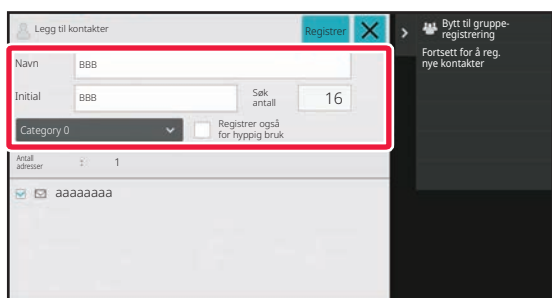 Legg til kontakter
Registrer
Bytt til gruppe-
registrering
Fortsett for å reg.
nye kontakter
Navn
BBB
Initial
BBB
Søk
antall
16
Category 0
Registrer også
for hyppig bruk
Antall
adresser
:
1
aaaaaaaa